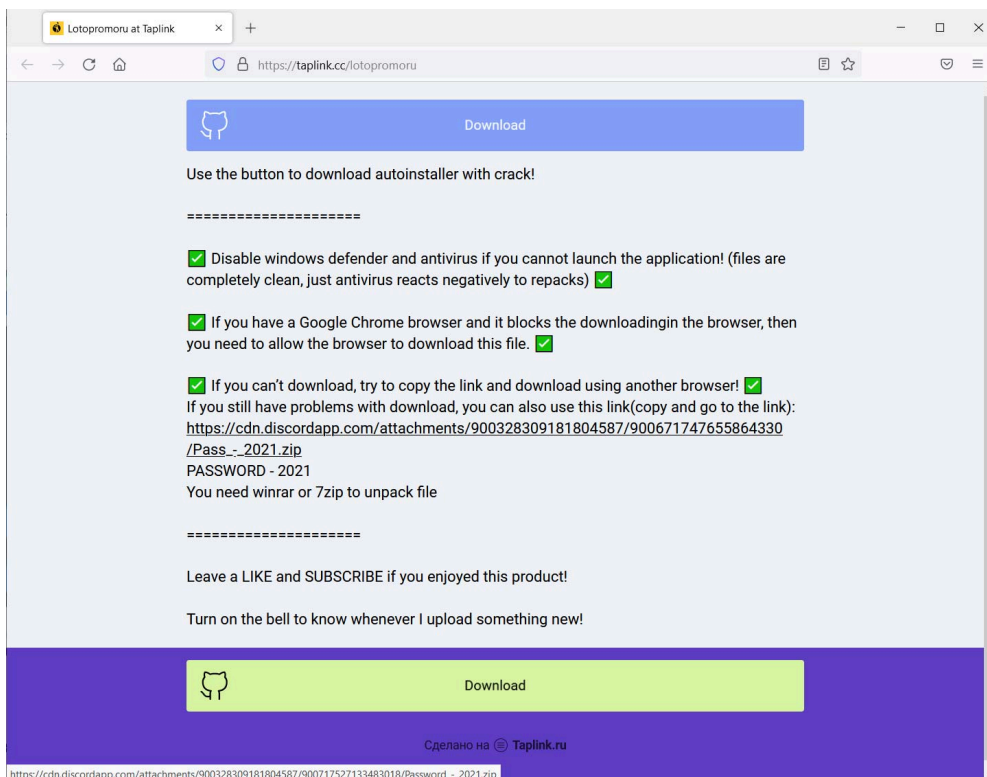 Lotopromoru at Taplink
https://taplink.cc/lotopromoru
Download
Use the button to download autoinstaller with crack!
=====================
✅ Disable windows defender and antivirus if you cannot launch the application! (files are
completely clean, just antivirus reacts negatively to repacks) ✅
✅ If you have a Google Chrome browser and it blocks the downloadingin the browser, then
you need to allow the browser to download this file. ✅
✅ If you can’t download, try to copy the link and download using another browser! ✅
If you still have problems with download, you can also use this link(copy and go to the link):
https://cdn.discordapp.com/attachments/900328309181804587/900671747655864330
/Pass_-_2021.zip
PASSWORD - 2021
You need winrar or 7zip to unpack file
=====================
Leave a LIKE and SUBSCRIBE if you enjoyed this product!
Turn on the bell to know whenever I upload something new!
Download
Сделано на Taplink.ru
https://cdn.discordapp.com/attachments/900328309181804587/900717527133483018/Password_-_2021.zip